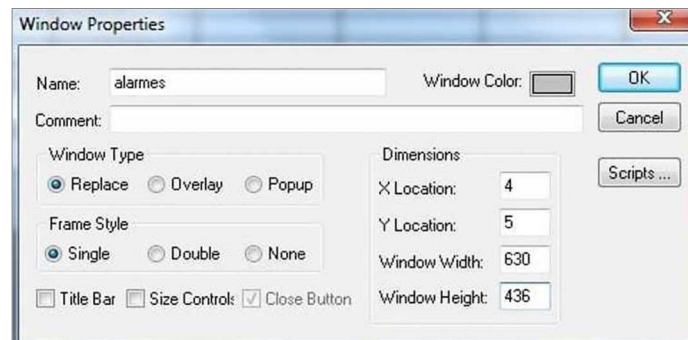 Window Properties
Name: alarmes Window Color: OK
Comment: Cancel
Window Type Dimensions Scripts ...
Replace Overlay Popup X Location: 4
Frame Style Y Location: 5
Single Double None Window Width: 630
Title Bar Size Controls Close Button Window Height: 436